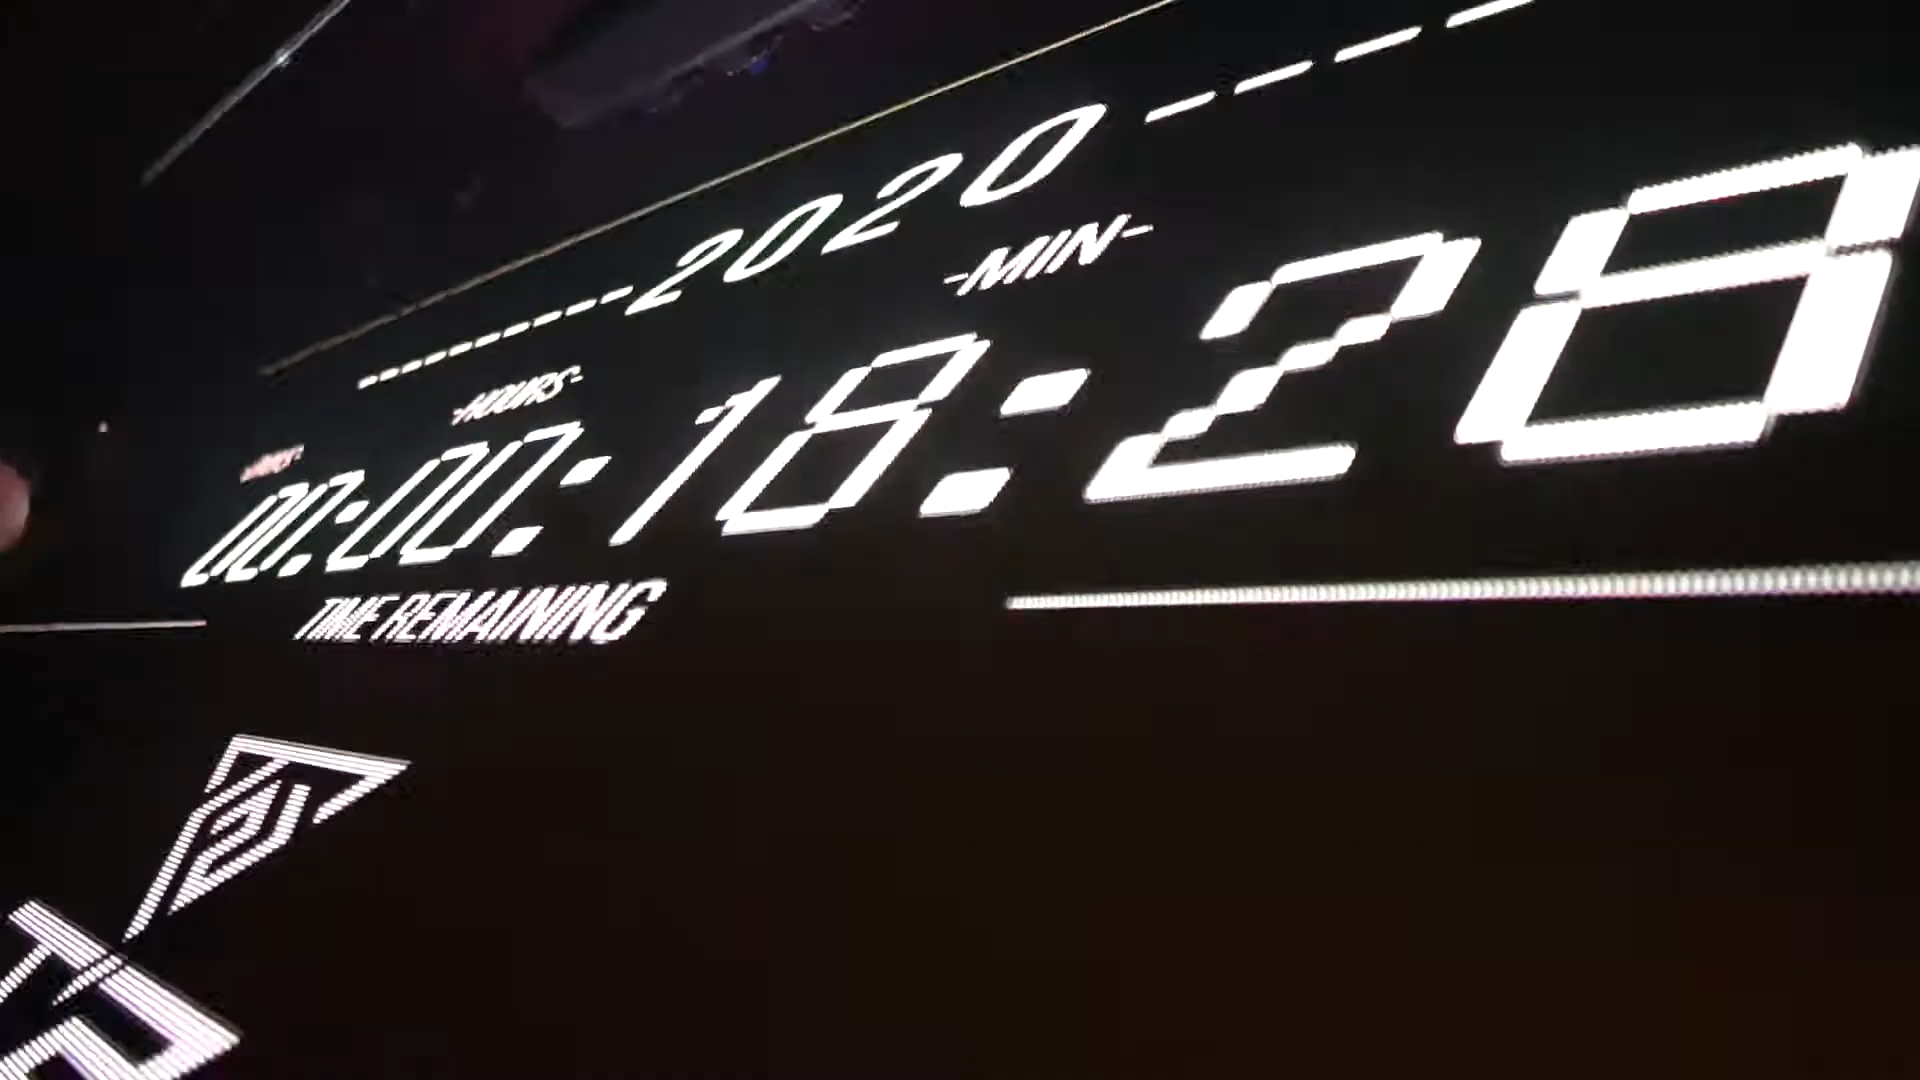 2020
-HOURS-
-MIN-
00:00:18:28
TIME REMAINING